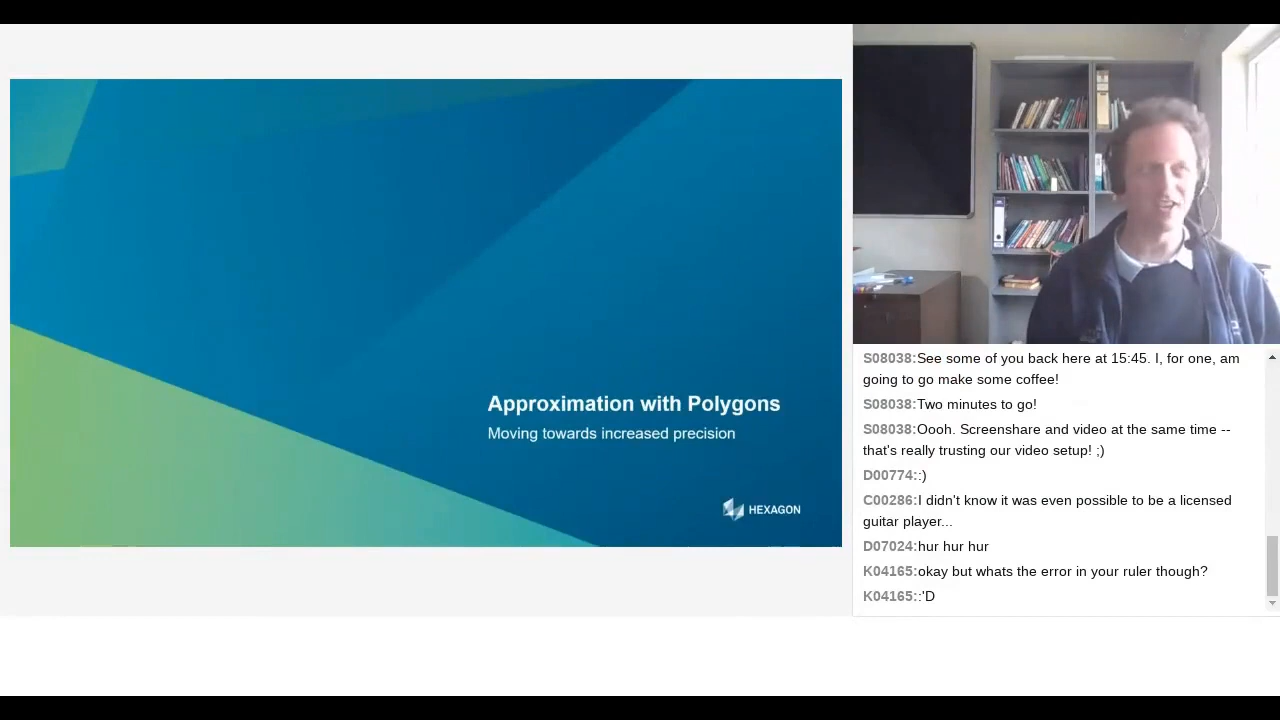 Approximation with Polygons
Moving towards increased precision
HEXAGON
S08038:See some of you back here at 15:45. I, for one, am
going to go make some coffee!
S08038:Two minutes to go!
S08038:Oooh. Screenshare and video at the same time --
that's really trusting our video setup! ;)
D00774::)
C00286:I didn't know it was even possible to be a licensed
guitar player...
D07024:hur hur hur
K04165:okay but whats the error in your ruler though?
K04165::'D